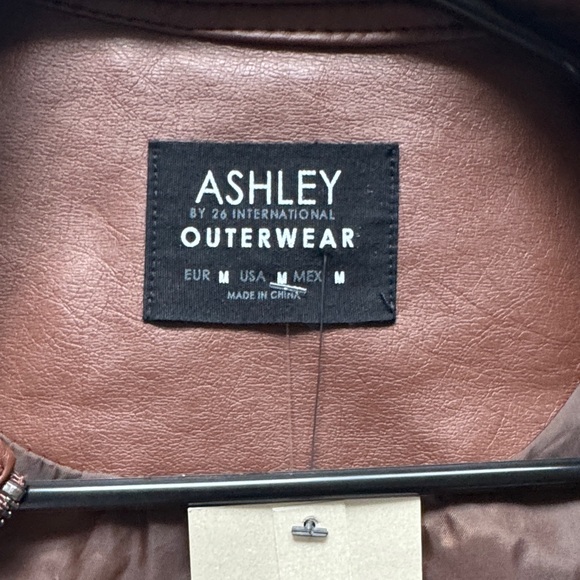 ASHLEY
BY 26 INTERNATIONAL
OUTERWEAR
EUR M USA M MEX M
MADE IN CHINA